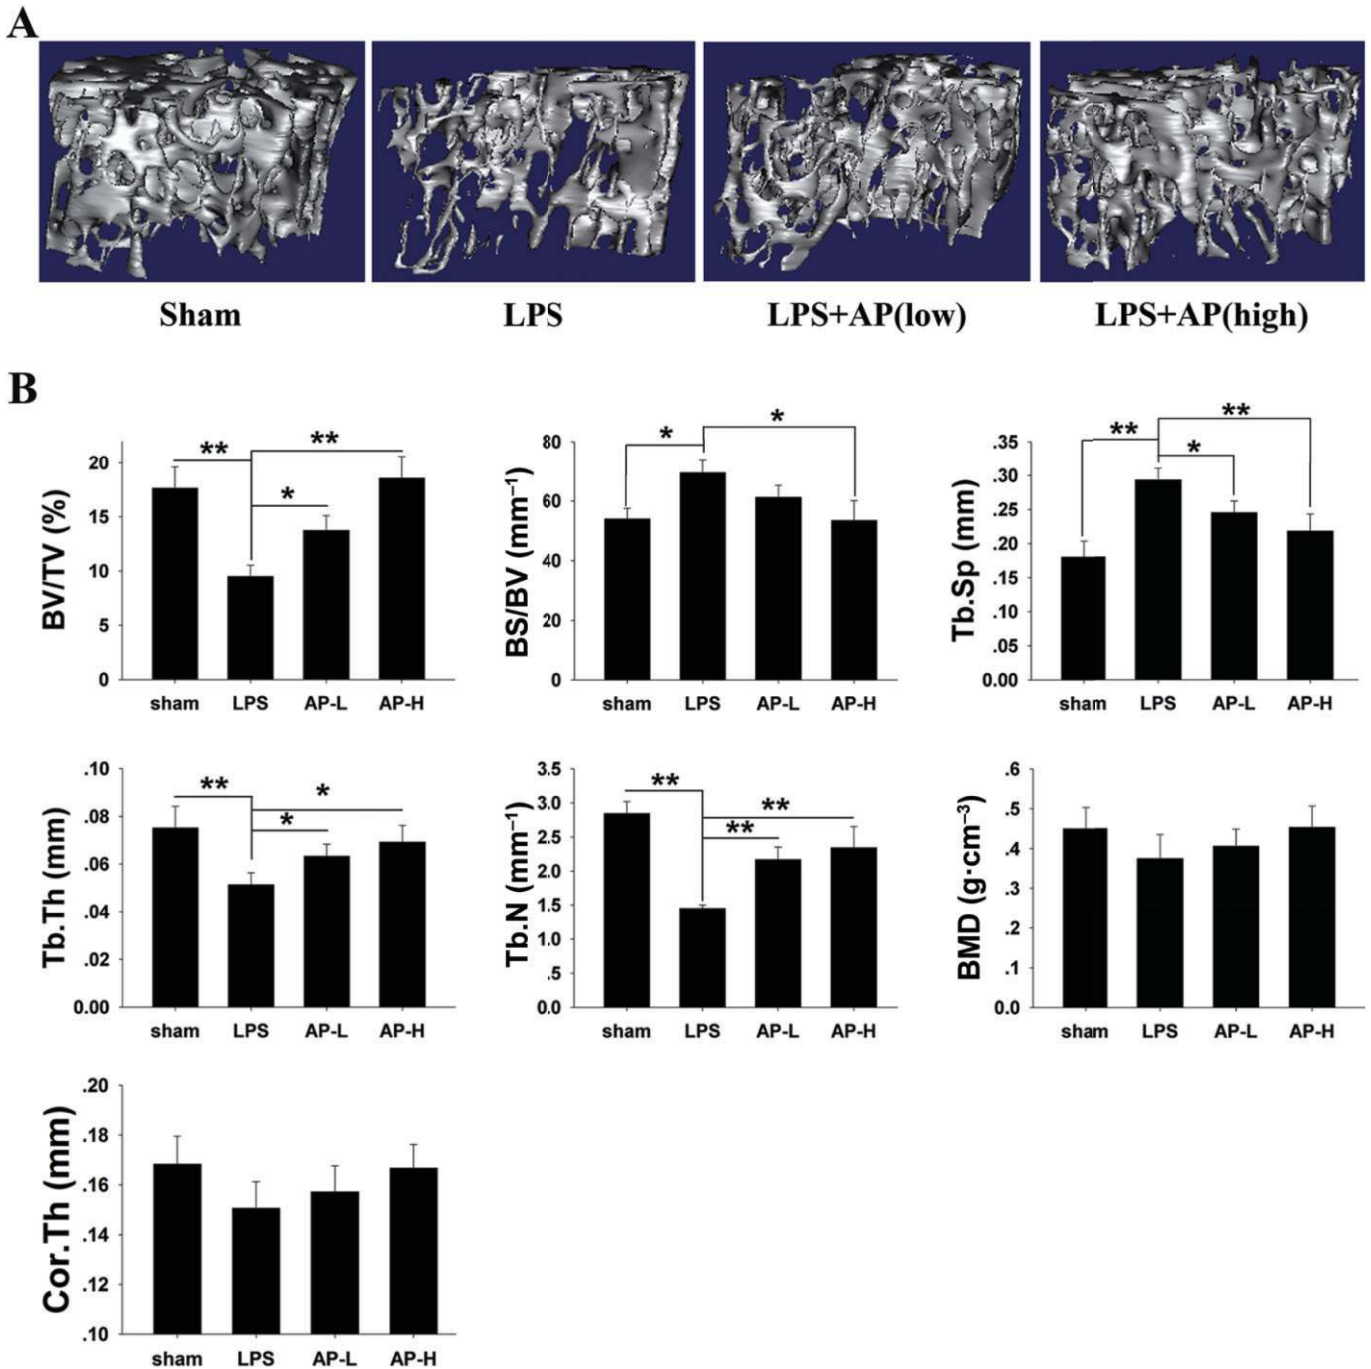 A
Sham
LPS
LPS+AP(low)
LPS+AP(high)
B
BV/TV (%)
20
15
10
5
0
** ** *
sham LPS AP-L AP-H
BS/BV (mm⁻¹)
80
60
40
20
0
* *
sham LPS AP-L AP-H
Tb.Sp (mm)
.35
.30
.25
.20
.15
.10
.05
0.00
** ** *
sham LPS AP-L AP-H
Tb.Th (mm)
.10
.08
.06
.04
.02
0.00
** * *
sham LPS AP-L AP-H
Tb.N (mm⁻¹)
3.5
3.0
2.5
2.0
1.5
1.0
.5
0.0
** ** **
sham LPS AP-L AP-H
BMD (g·cm⁻³)
.6
.5
.4
.3
.2
.1
0.0
sham LPS AP-L AP-H
Cor.Th (mm)
.20
.18
.16
.14
.12
.10
sham LPS AP-L AP-H